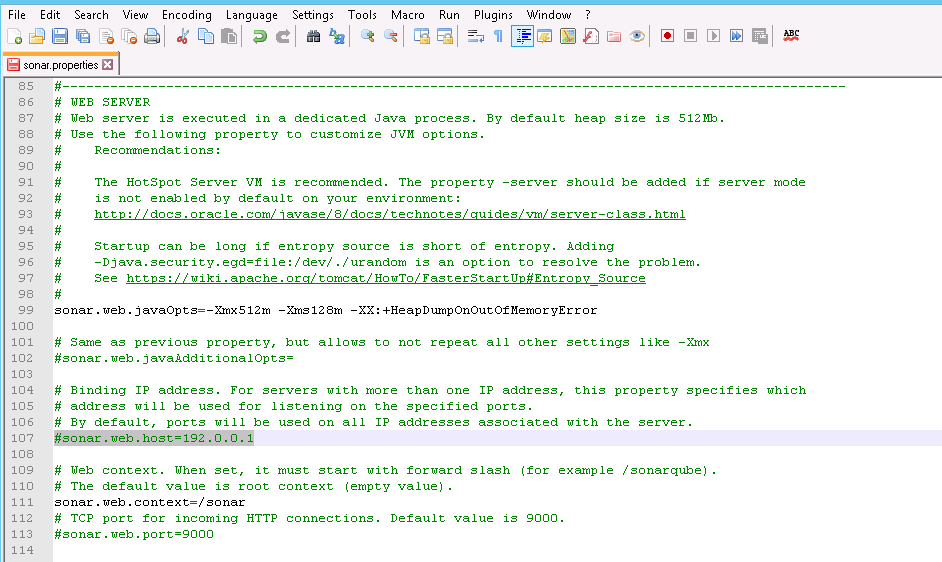 File Edit Search View Encoding Language Settings Tools Macro Run Plugins Window ?
ABC
sonar.properties
85 #--------------------------------------------------------------------------------------------------
86 # WEB SERVER
87 # Web server is executed in a dedicated Java process. By default heap size is 512Mb.
88 # Use the following property to customize JVM options.
89 #    Recommendations:
90 #
91 #    The HotSpot Server VM is recommended. The property -server should be added if server mode
92 #    is not enabled by default on your environment:
93 #    http://docs.oracle.com/javase/8/docs/technotes/guides/vm/server-class.html
94 #
95 #    Startup can be long if entropy source is short of entropy. Adding
96 #    -Djava.security.egd=file:/dev/./urandom is an option to resolve the problem.
97 #    See https://wiki.apache.org/tomcat/HowTo/FasterStartUp#Entropy_Source
98 #
99 sonar.web.javaOpts=-Xmx512m -Xms128m -XX:+HeapDumpOnOutOfMemoryError
100
101 # Same as previous property, but allows to not repeat all other settings like -Xmx
102 #sonar.web.javaAdditionalOpts=
103
104 # Binding IP address. For servers with more than one IP address, this property specifies which
105 # address will be used for listening on the specified ports.
106 # By default, ports will be used on all IP addresses associated with the server.
107 #sonar.web.host=192.0.0.1
108
109 # Web context. When set, it must start with forward slash (for example /sonarqube).
110 # The default value is root context (empty value).
111 sonar.web.context=/sonar
112 # TCP port for incoming HTTP connections. Default value is 9000.
113 #sonar.web.port=9000
114